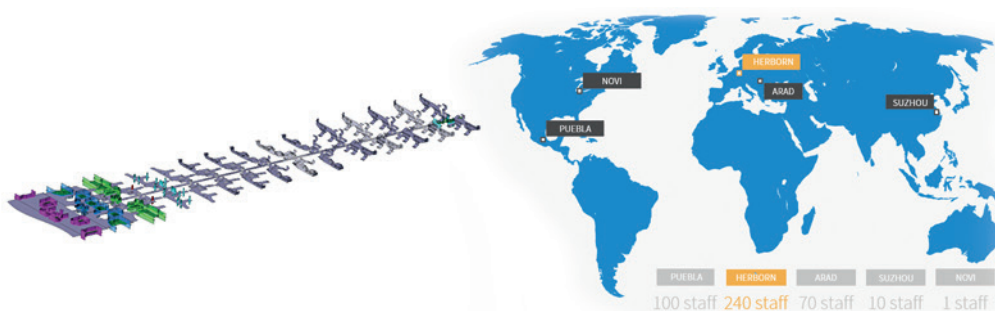 HERBORN
NOVI
ARAD
SUZHOU
PUEBLA
PUEBLA HERBORN ARAD SUZHOU NOVI
100 staff 240 staff 70 staff 10 staff 1 staff